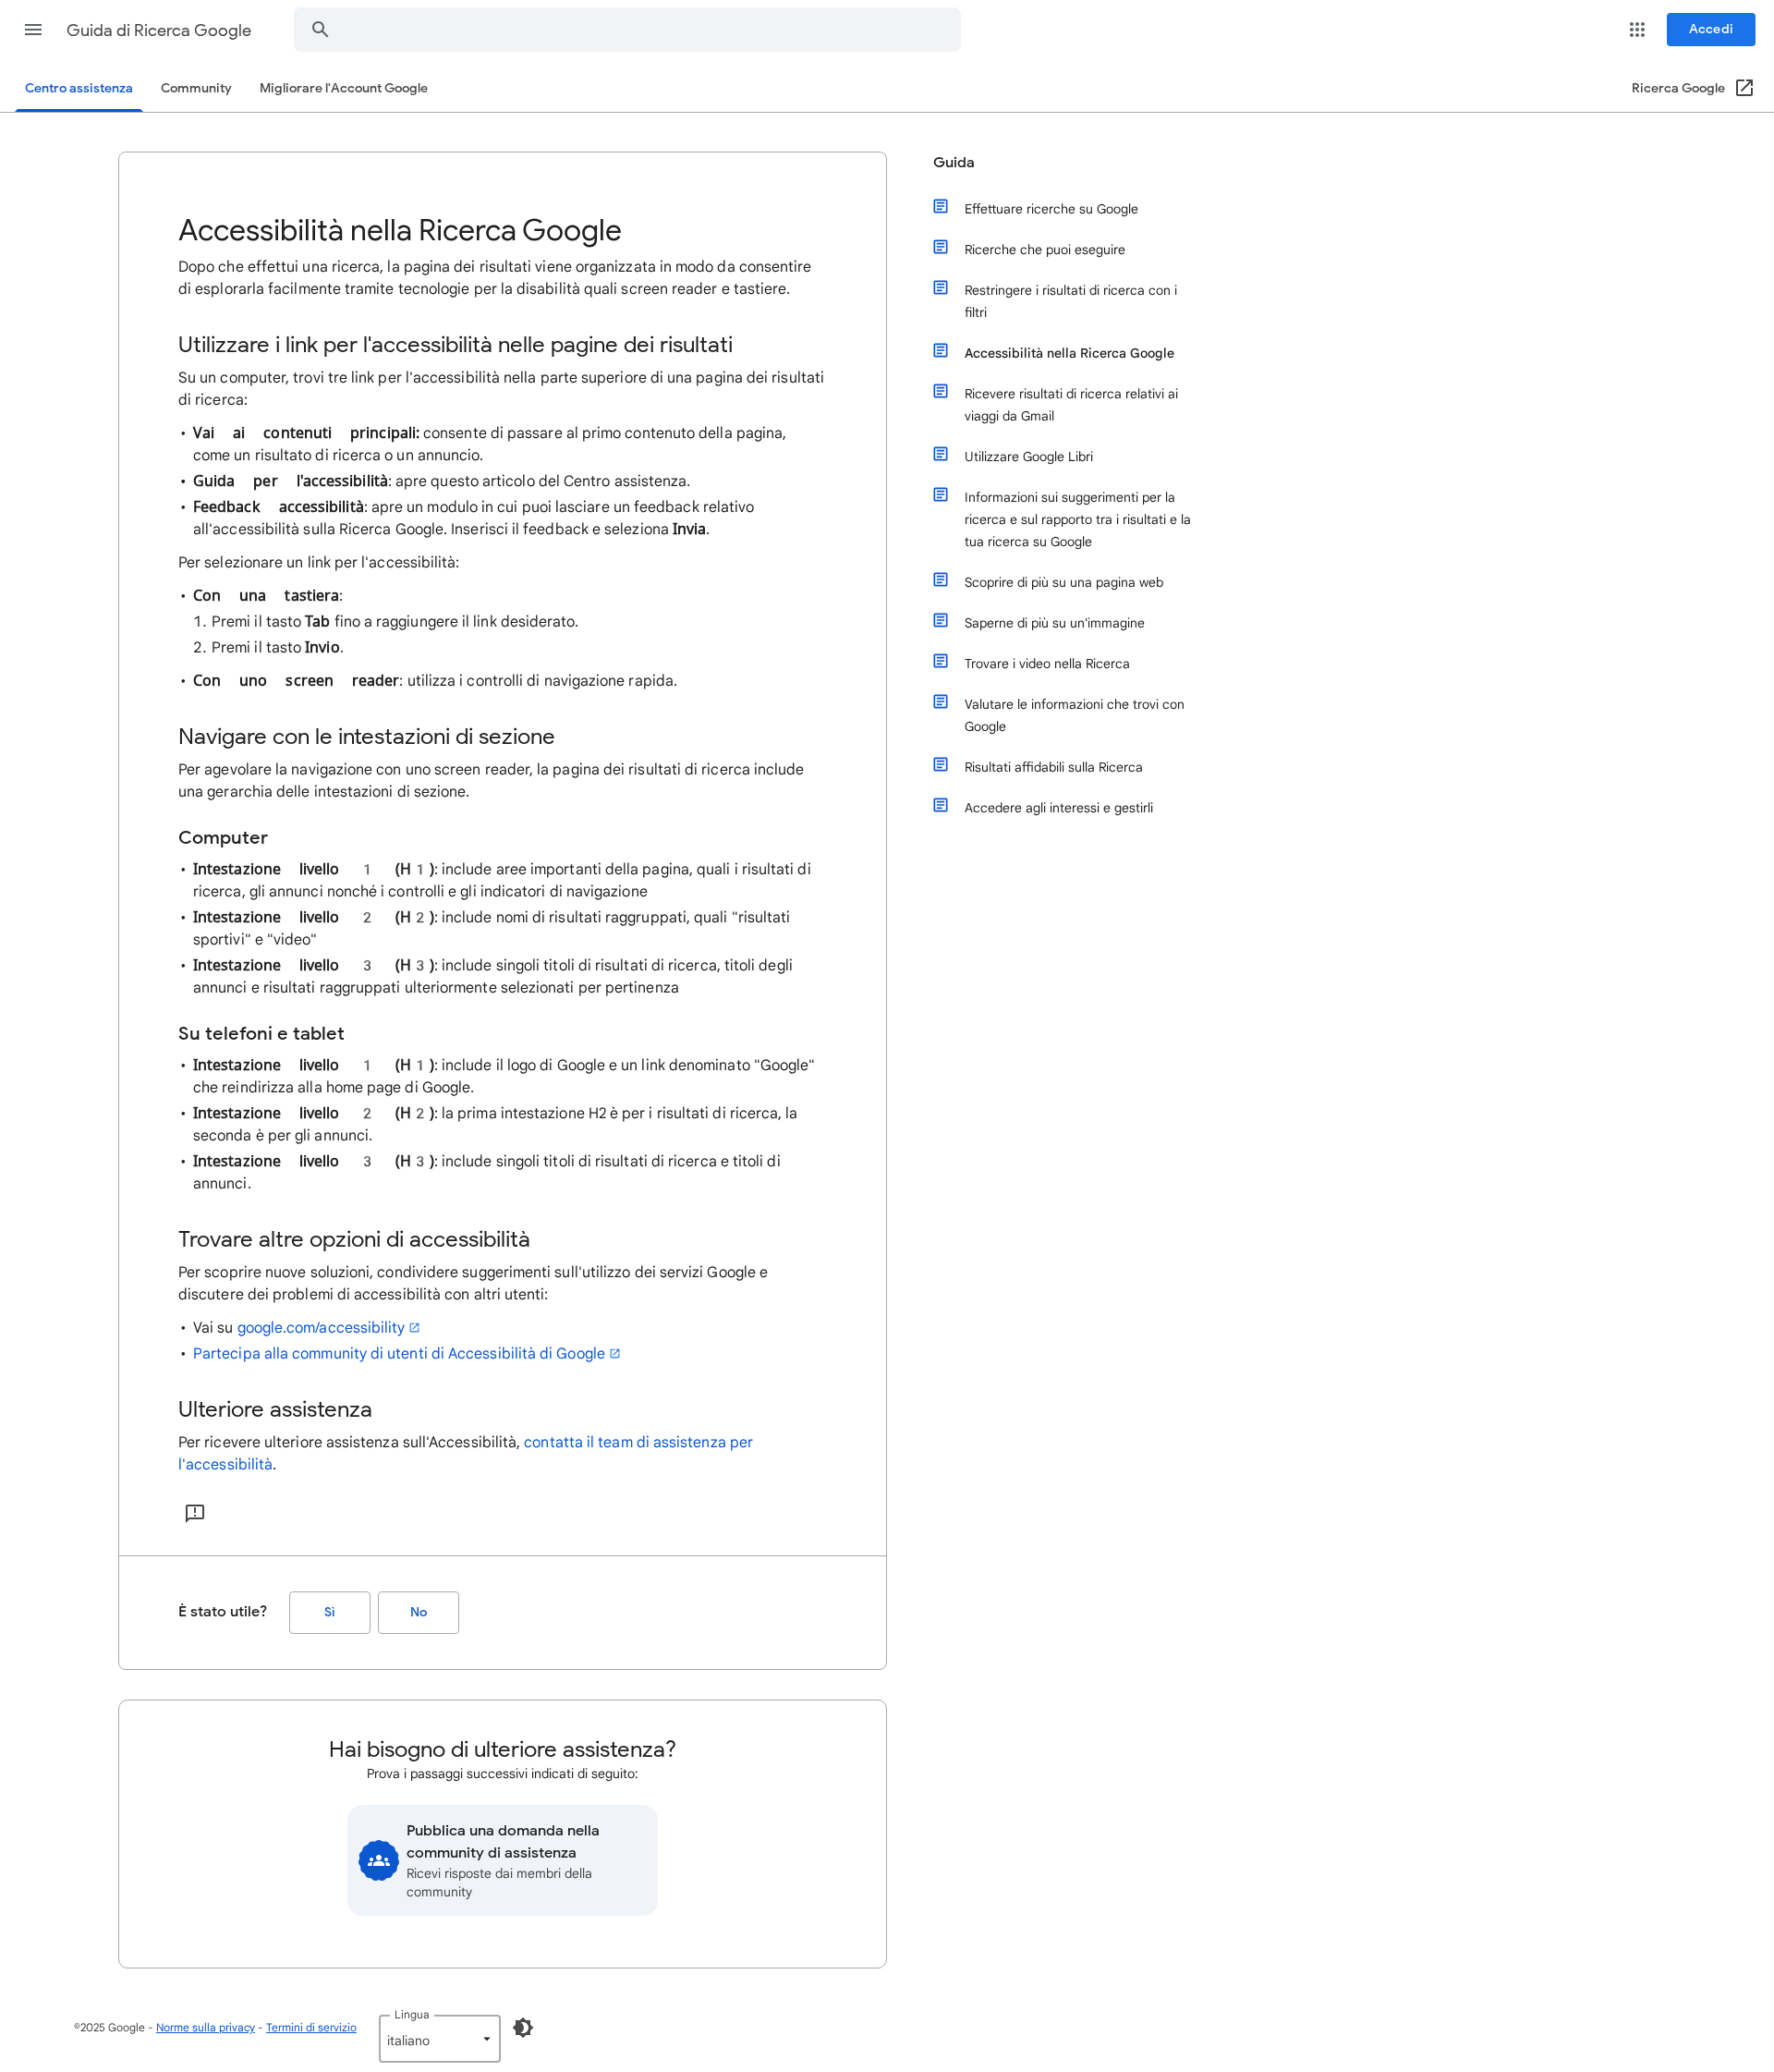 Guida di Ricerca Google
Accedi
Centro assistenza
Community
Migliorare l'Account Google
Ricerca Google
Accessibilità nella Ricerca Google
Dopo che effettui una ricerca, la pagina dei risultati viene organizzata in modo da consentire
di esplorarla facilmente tramite tecnologie per la disabilità quali screen reader e tastiere.
Utilizzare i link per l'accessibilità nelle pagine dei risultati
Su un computer, trovi tre link per l'accessibilità nella parte superiore di una pagina dei risultati
di ricerca:
• Vai ai contenuti principali: consente di passare al primo contenuto della pagina,
come un risultato di ricerca o un annuncio.
• Guida per l'accessibilità: apre questo articolo del Centro assistenza.
• Feedback accessibilità: apre un modulo in cui puoi lasciare un feedback relativo
all'accessibilità sulla Ricerca Google. Inserisci il feedback e seleziona Invia.
Per selezionare un link per l'accessibilità:
• Con una tastiera:
1. Premi il tasto Tab fino a raggiungere il link desiderato.
2. Premi il tasto Invio.
• Con uno screen reader: utilizza i controlli di navigazione rapida.
Navigare con le intestazioni di sezione
Per agevolare la navigazione con uno screen reader, la pagina dei risultati di ricerca include
una gerarchia delle intestazioni di sezione.
Computer
• Intestazione livello 1 (H1): include aree importanti della pagina, quali i risultati di
ricerca, gli annunci nonché i controlli e gli indicatori di navigazione
• Intestazione livello 2 (H2): include nomi di risultati raggruppati, quali "risultati
sportivi" e "video"
• Intestazione livello 3 (H3): include singoli titoli di risultati di ricerca, titoli degli
annunci e risultati raggruppati ulteriormente selezionati per pertinenza
Su telefoni e tablet
• Intestazione livello 1 (H1): include il logo di Google e un link denominato "Google"
che reindirizza alla home page di Google.
• Intestazione livello 2 (H2): la prima intestazione H2 è per i risultati di ricerca, la
seconda è per gli annunci.
• Intestazione livello 3 (H3): include singoli titoli di risultati di ricerca e titoli di
annunci.
Trovare altre opzioni di accessibilità
Per scoprire nuove soluzioni, condividere suggerimenti sull'utilizzo dei servizi Google e
discutere dei problemi di accessibilità con altri utenti:
• Vai su google.com/accessibility
• Partecipa alla community di utenti di Accessibilità di Google
Ulteriore assistenza
Per ricevere ulteriore assistenza sull'Accessibilità, contatta il team di assistenza per
l'accessibilità.
È stato utile?
Sì
No
Guida
Effettuare ricerche su Google
Ricerche che puoi eseguire
Restringere i risultati di ricerca con i
filtri
Accessibilità nella Ricerca Google
Ricevere risultati di ricerca relativi ai
viaggi da Gmail
Utilizzare Google Libri
Informazioni sui suggerimenti per la
ricerca e sul rapporto tra i risultati e la
tua ricerca su Google
Scoprire di più su una pagina web
Saperne di più su un'immagine
Trovare i video nella Ricerca
Valutare le informazioni che trovi con
Google
Risultati affidabili sulla Ricerca
Accedere agli interessi e gestirli
Hai bisogno di ulteriore assistenza?
Prova i passaggi successivi indicati di seguito:
Pubblica una domanda nella
community di assistenza
Ricevi risposte dai membri della
community
©2025 Google - Norme sulla privacy - Termini di servizio
Lingua
italiano